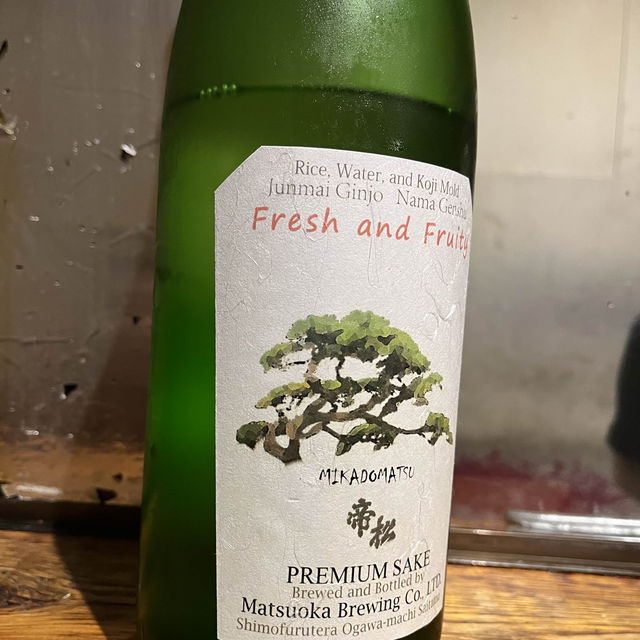 Rice, Water, and Koji Mold
Junmai Ginjo Nama Genshu
Fresh and Fruity
MIKADOMATSU
帝松
PREMIUM SAKE
Brewed and Bottled by
Matsuoka Brewing Co., LTD.
Shimofurutera Ogawa-machi Saitama